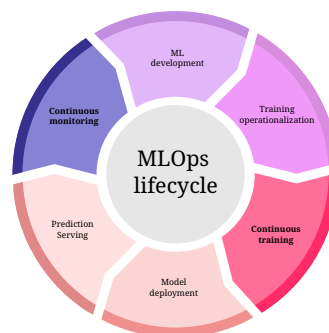 ML
development
Training
operationalization
Continuous
training
Model
deployment
Prediction
Serving
Continuous
monitoring
MLOps
lifecycle